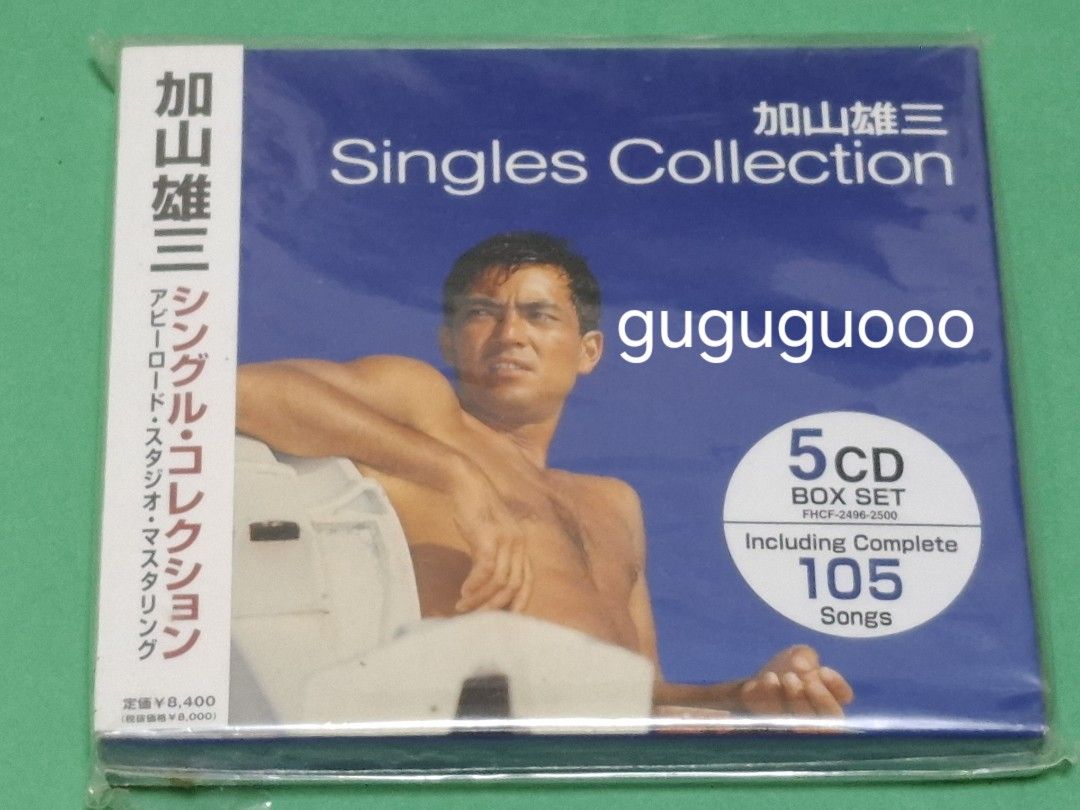 加山雄三
シングル・コレクション
アビーロード・スタジオ・マスタリング
定価￥8,400
(税抜価格￥8,000)
加山雄三
Singles Collection
guguguooo
5CD
BOX SET
FHCF-2496-2500
Including Complete
105
Songs